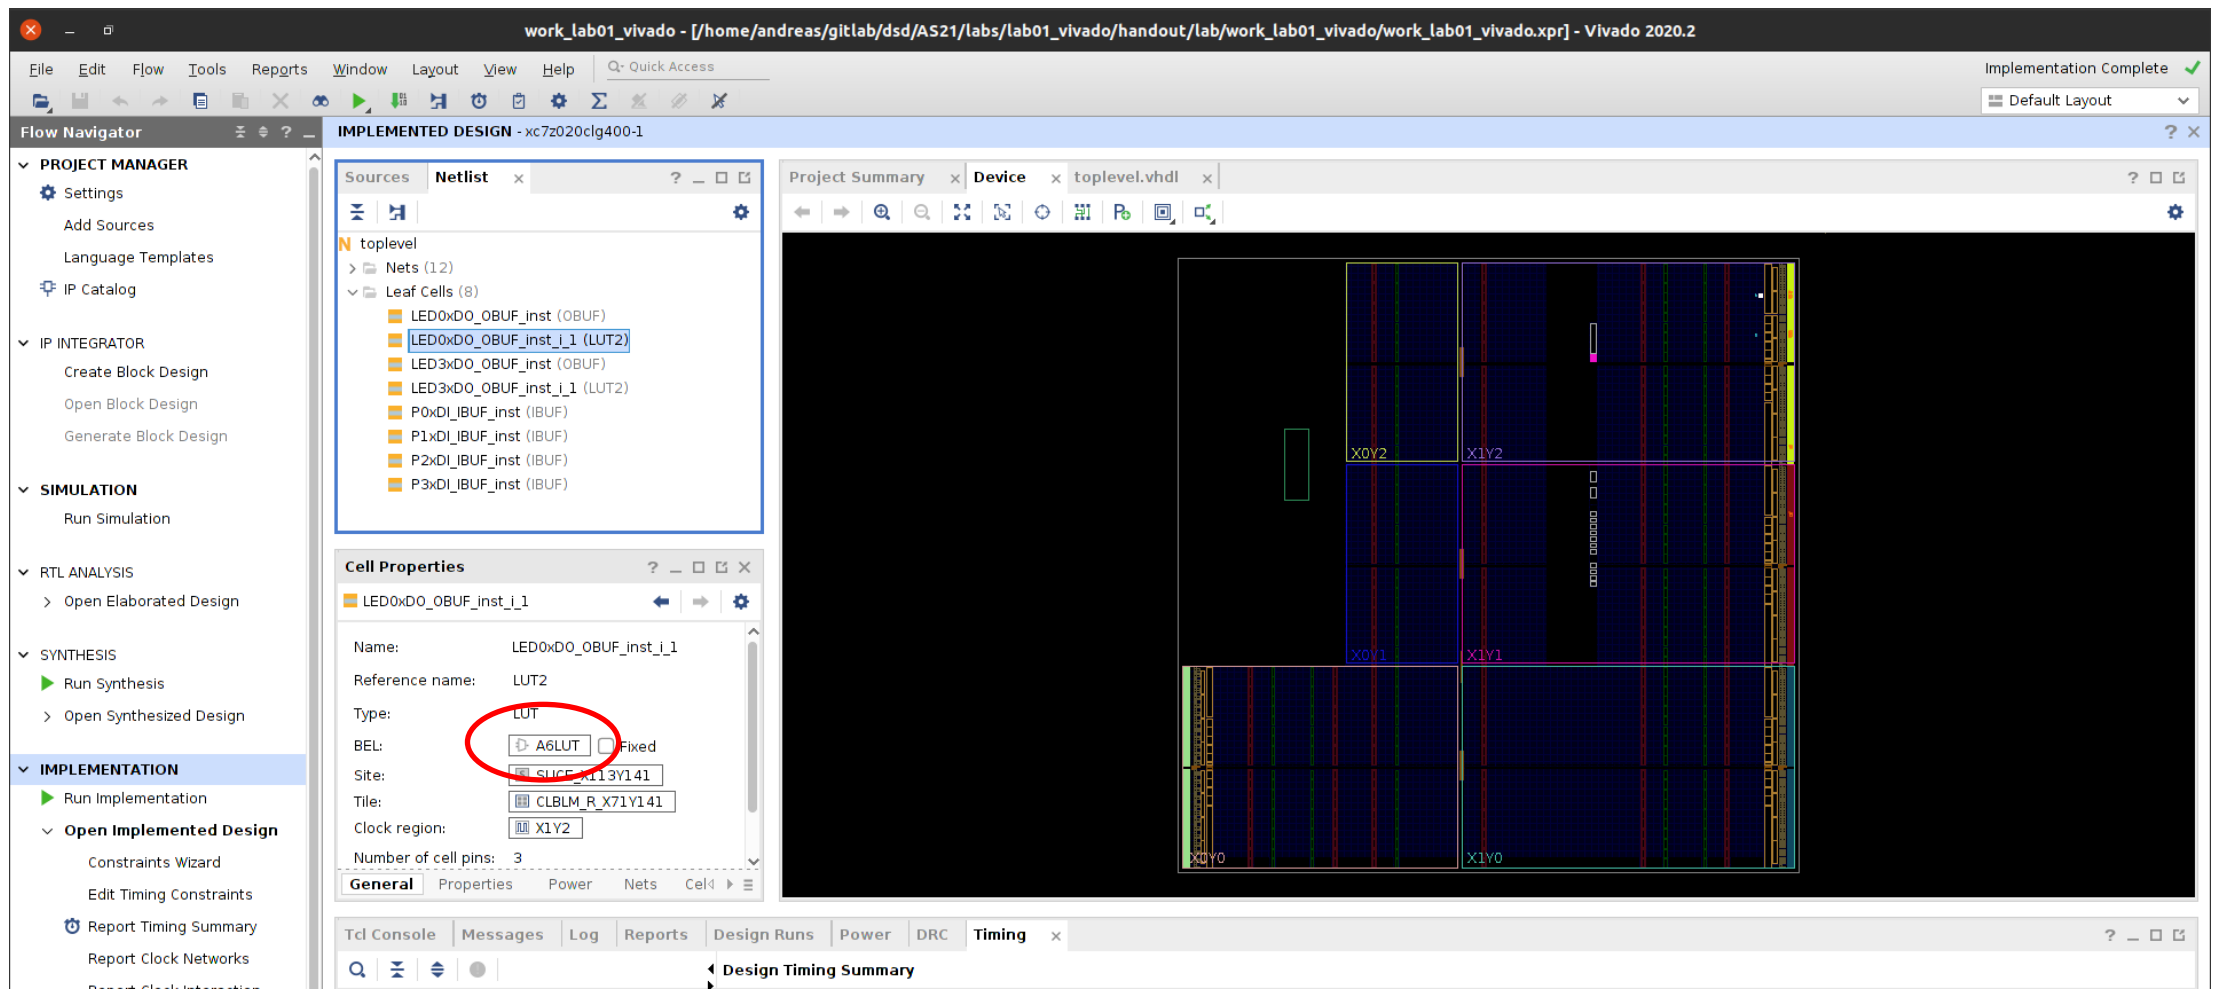 work_lab01_vivado - [/home/andreas/gitlab/dsd/AS21/labs/lab01_vivado/handout/lab/work_lab01_vivado/work_lab01_vivado.xpr] - Vivado 2020.2
File Edit Flow Tools Reports Window Layout View Help Q- Quick Access Implementation Complete
Default Layout
Flow Navigator ? _
IMPLEMENTED DESIGN - xc7z020clg400-1
PROJECT MANAGER
Settings
Add Sources
Language Templates
IP Catalog
IP INTEGRATOR
Create Block Design
Open Block Design
Generate Block Design
SIMULATION
Run Simulation
RTL ANALYSIS
Open Elaborated Design
SYNTHESIS
Run Synthesis
Open Synthesized Design
IMPLEMENTATION
Run Implementation
Open Implemented Design
Constraints Wizard
Edit Timing Constraints
Report Timing Summary
Report Clock Networks
Report Clock Interaction
Sources Netlist
N toplevel
Nets (12)
Leaf Cells (8)
LED0xDO_OBUF_inst (OBUF)
LED0xDO_OBUF_inst_i_1 (LUT2)
LED3xDO_OBUF_inst (OBUF)
LED3xDO_OBUF_inst_i_1 (LUT2)
P0xDI_IBUF_inst (IBUF)
P1xDI_IBUF_inst (IBUF)
P2xDI_IBUF_inst (IBUF)
P3xDI_IBUF_inst (IBUF)
Cell Properties
LED0xDO_OBUF_inst_i_1
Name: LED0xDO_OBUF_inst_i_1
Reference name: LUT2
Type: LUT
BEL: A6LUT Fixed
Site: SLICE_X113Y141
Tile: CLBLM_R_X71Y141
Clock region: X1Y2
Number of cell pins: 3
General Properties Power Nets Cel
Project Summary Device toplevel.vhdl
X0Y2 X1Y2
X0Y1 X1Y1
X0Y0 X1Y0
Tcl Console Messages Log Reports Design Runs Power DRC Timing
Design Timing Summary